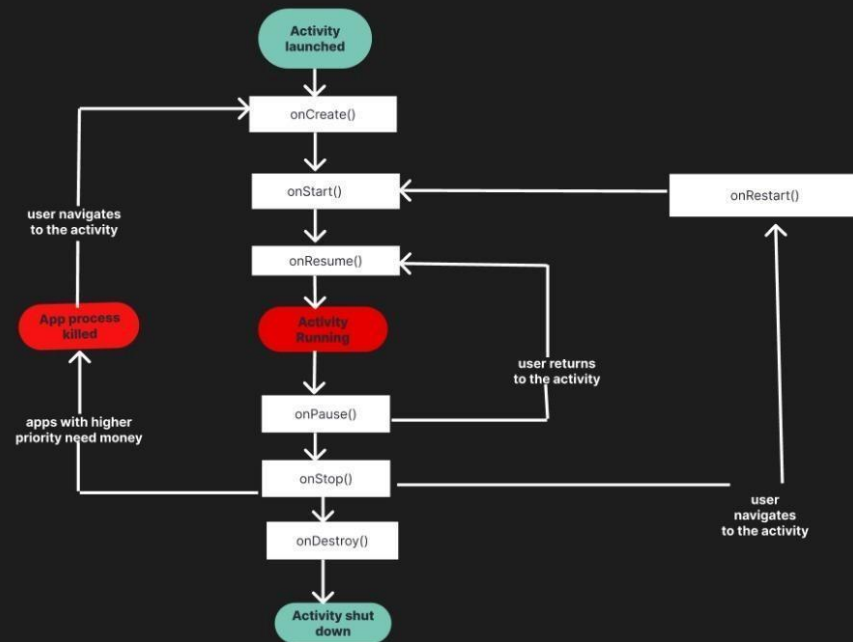 Activity
launched
onCreate()
onStart()
onRestart()
user navigates
to the activity
onResume()
App process
killed
Activity
Running
user returns
to the activity
apps with higher
priority need money
onPause()
onStop()
user
navigates
to the activity
onDestroy()
Activity shut
down